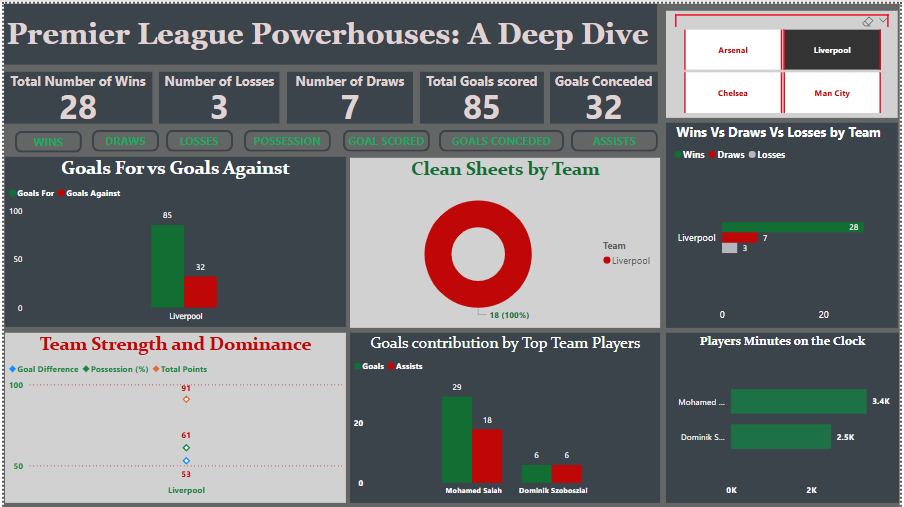 Premier League Powerhouses: A Deep Dive
Arsenal
Liverpool
Chelsea
Man City
Total Number of Wins
28
Number of Losses
3
Number of Draws
7
Total Goals scored
85
Goals Conceded
32
WINS
DRAWS
LOSSES
POSSESSION
GOAL SCORED
GOALS CONCEDED
ASSISTS
Goals For vs Goals Against
Goals For Goals Against
100
50
0
85
32
Liverpool
Clean Sheets by Team
Team
Liverpool
18 (100%)
Wins Vs Draws Vs Losses by Team
Wins Draws Losses
Liverpool
28
7
3
0 20
Team Strength and Dominance
Goal Difference Possession (%) Total Points
100
50
91
61
53
Liverpool
Goals contribution by Top Team Players
Goals Assists
20
0
29
18
6 6
Mohamed Salah Dominik Szoboszlai
Players Minutes on the Clock
Mohamed ... 3.4K
Dominik S... 2.5K
0K 2K